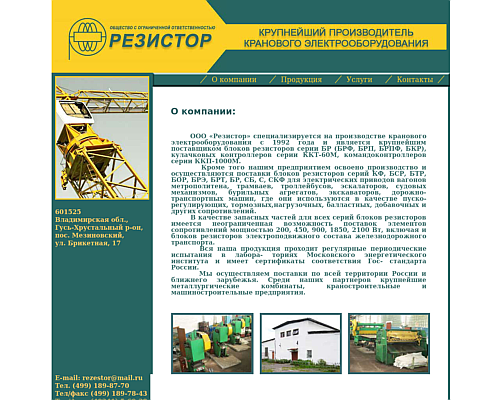 ОБЩЕСТВО С ОГРАНИЧЕННОЙ ОТВЕТСТВЕННОСТЬЮ
РЕЗИСТОР
КРУПНЕЙШИЙ ПРОИЗВОДИТЕЛЬ
КРАНОВОГО ЭЛЕКТРООБОРУДОВАНИЯ
О компании
Продукция
Услуги
Контакты
601525
Владимирская обл.,
Гусь-Хрустальный р-он,
пос. Мезиновский,
ул. Брикетная, 17
О компании:
ООО «Резистор» специализируется на производстве кранового
электрооборудования с 1992 года и является крупнейшим
поставщиком блоков резисторов серии БР (БРФ, БРП, БРПФ, БКР),
кулачковых контроллеров серии ККТ-60М, командоконтроллеров
серии ККП-1000М.
Кроме того нашим предприятием освоено производство и
осуществляются поставки блоков резисторов серий КФ, БСР, БТР,
БОР, БРЭ, БРТ, БР, СБ, С, СКФ для электрических приводов вагонов
метрополитена, трамваев, троллейбусов, эскалаторов, судовых
механизмов, бурильных агрегатов, экскаваторов, дорожно-
транспортных машин, где они используются в качестве пуско-
регулирующих, тормозных,нагрузочных, балластных, добавочных и
других сопротивлений.
В качестве запасных частей для всех серий блоков резисторов
имеется неограниченная возможность поставок элементов
сопротивлений мощностью 200, 450, 900, 1850, 2100 Вт, включая и
блоков резисторов электроподвижного состава железнодорожного
транспорта.
Вся наша продукция проходит регулярные периодические
испытания в лабора- ториях Московского энергетического
института и имеет сертификаты соответствия Гос- стандарта
России.
Мы осуществляем поставки по всей территории России и
ближнего зарубежья. Среди наших партнеров крупнейшие
металлургические комбинаты, краностроительные и
машиностроительные предприятия.
E-mail: rezestor@mail.ru
Тел. (499) 189-87-70
Тел/факс (499) 189-78-43